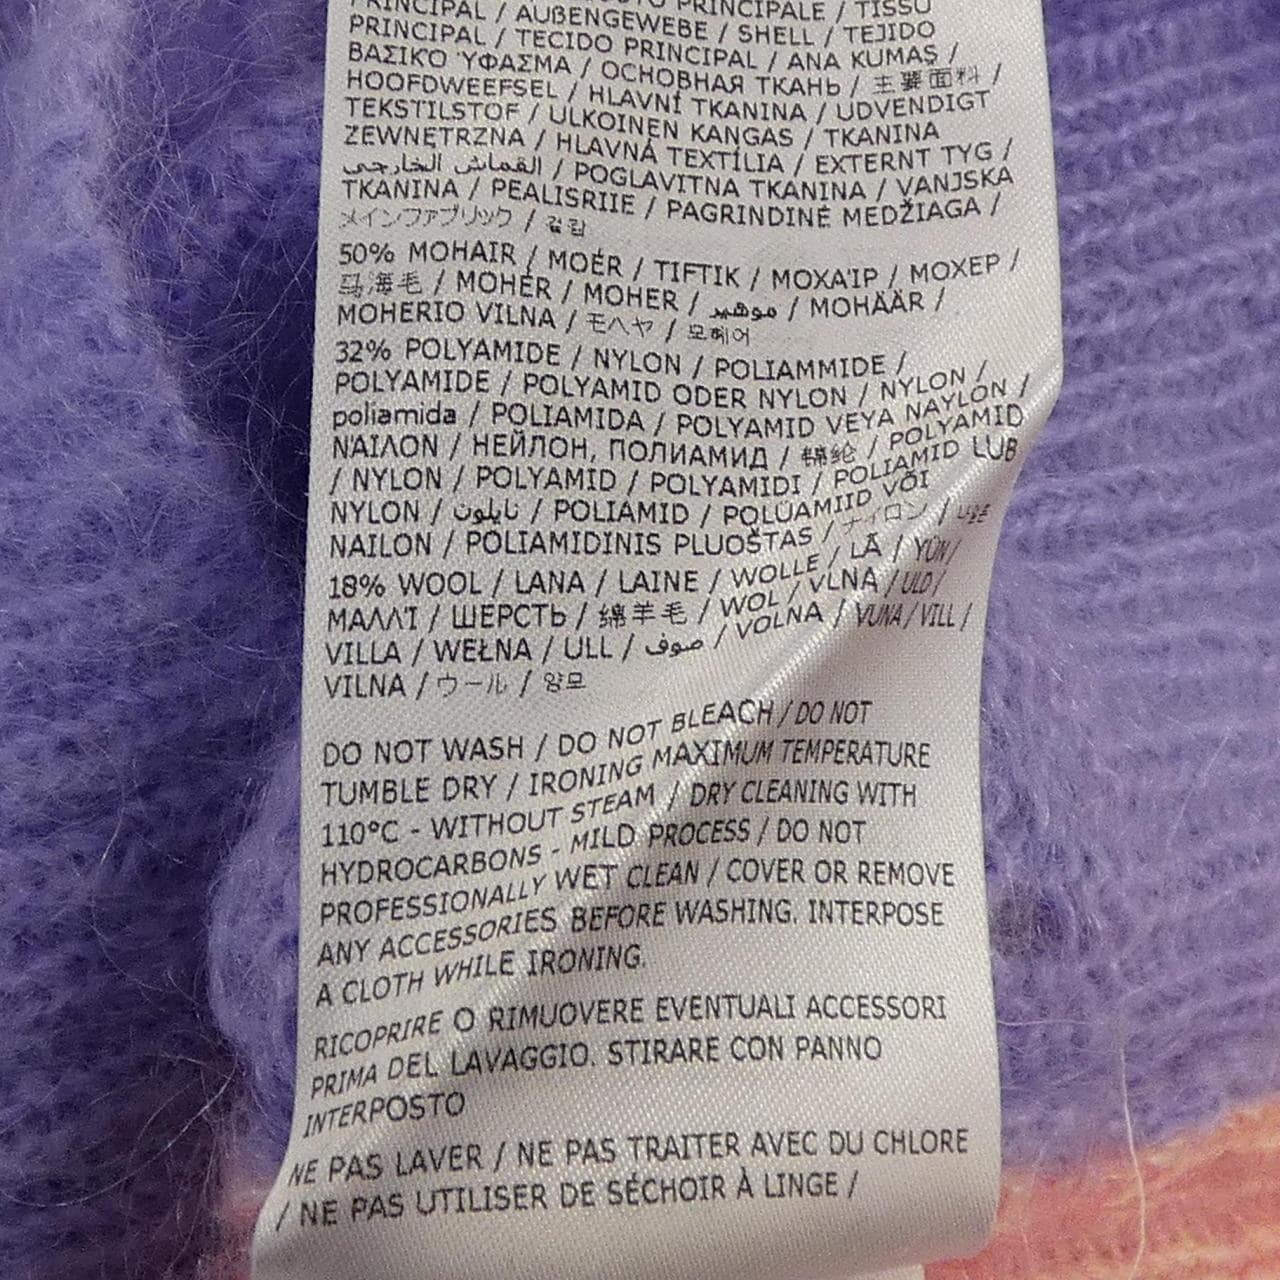 PRINCIPALE / TISSU
PRINCIPAL / AUßENGEWEBE / SHELL / TEJIDO
PRINCIPAL / TECIDO PRINCIPAL / ANA KUMAŞ /
ΒΑΣΙΚΌ ΎΦΑΣΜΑ / ОСНОВНАЯ ТКАНЬ / 主要面料 /
HOOFDWEEFSEL / HLAVNÍ TKANINA / UDVENDIGT
TEKSTILSTOF / ULKOINEN KANGAS / TKANINA
ZEWNĘTRZNA / HLAVNÁ TEXTÍLIA / EXTERNT TYG /
القماش الخارجي / POGLAVITNA TKANINA / VANJSKA
TKANINA / PEALISRIIE / PAGRINDINĖ MEDŽIAGA /
メインファブリック / 겉감
50% MOHAIR / MOÉR / TIFTIK / ΜΟΧΑΊΡ / МОХЕР /
马海毛 / MOHÉR / MOHER / موهير / MOHÄÄR /
MOHERIO VILNA / モヘヤ / 모헤어
32% POLYAMIDE / NYLON / POLIAMMIDE /
POLYAMIDE / POLYAMID ODER NYLON / NYLON /
poliamida / POLIAMIDA / POLYAMID VEYA NAYLON /
ΝΆΙΛΟΝ / НЕЙЛОН, ПОЛИАМИД / 锦纶 / POLYAMID
/ NYLON / POLYAMID / POLYAMIDI / POLIAMID LUB
NYLON / نايلون / POLIAMID / POLÜAMIID VÕI
NAILON / POLIAMIDINIS PLUOŠTAS / ナイロン / 나일론
18% WOOL / LANA / LAINE / WOLLE / LÃ / YÜN /
ΜΑΛΛΊ / ШЕРСТЬ / 绵羊毛 / WOL / VLNA / ULD /
VILLA / WEŁNA / ULL / صوف / VOLNA / VUNA / VILL /
VILNA / ウール / 양모
DO NOT WASH / DO NOT BLEACH / DO NOT
TUMBLE DRY / IRONING MAXIMUM TEMPERATURE
110°C - WITHOUT STEAM / DRY CLEANING WITH
HYDROCARBONS - MILD PROCESS / DO NOT
PROFESSIONALLY WET CLEAN / COVER OR REMOVE
ANY ACCESSORIES BEFORE WASHING. INTERPOSE
A CLOTH WHILE IRONING.
RICOPRIRE O RIMUOVERE EVENTUALI ACCESSORI
PRIMA DEL LAVAGGIO. STIRARE CON PANNO
INTERPOSTO
NE PAS LAVER / NE PAS TRAITER AVEC DU CHLORE
/ NE PAS UTILISER DE SÉCHOIR À LINGE /